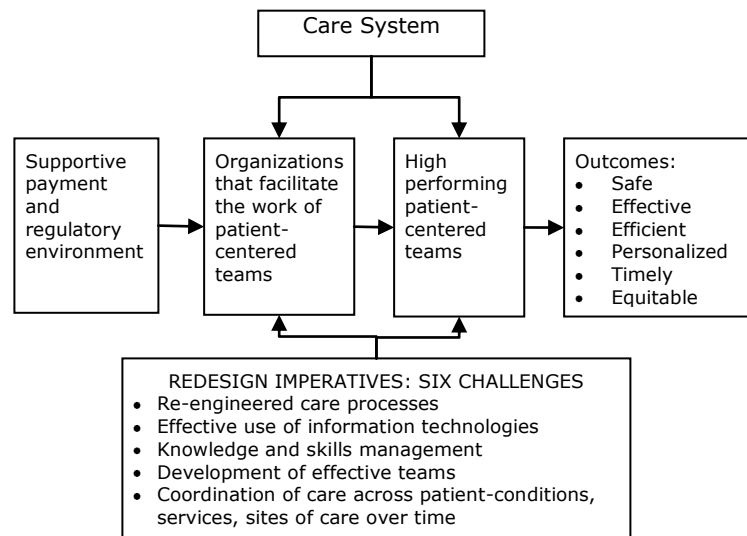 Care System
Supportive
payment
and
regulatory
environment
Organizations
that facilitate
the work of
patient-
centered
teams
High
performing
patient-
centered
teams
Outcomes:
• Safe
• Effective
• Efficient
• Personalized
• Timely
• Equitable
REDESIGN IMPERATIVES: SIX CHALLENGES
• Re-engineered care processes
• Effective use of information technologies
• Knowledge and skills management
• Development of effective teams
• Coordination of care across patient-conditions,
services, sites of care over time